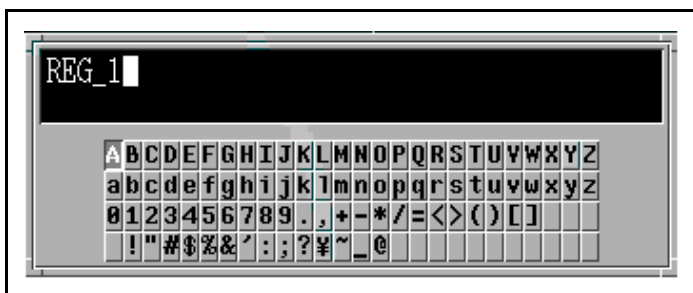 REG_1
ABCDEFGHIJKLMNOPQRSTUVWXYZ
abcdefghijklmnopqrstuvwxyz
0123456789.,+-*/=<>()[]
!"#$%&´:;?¥~_@